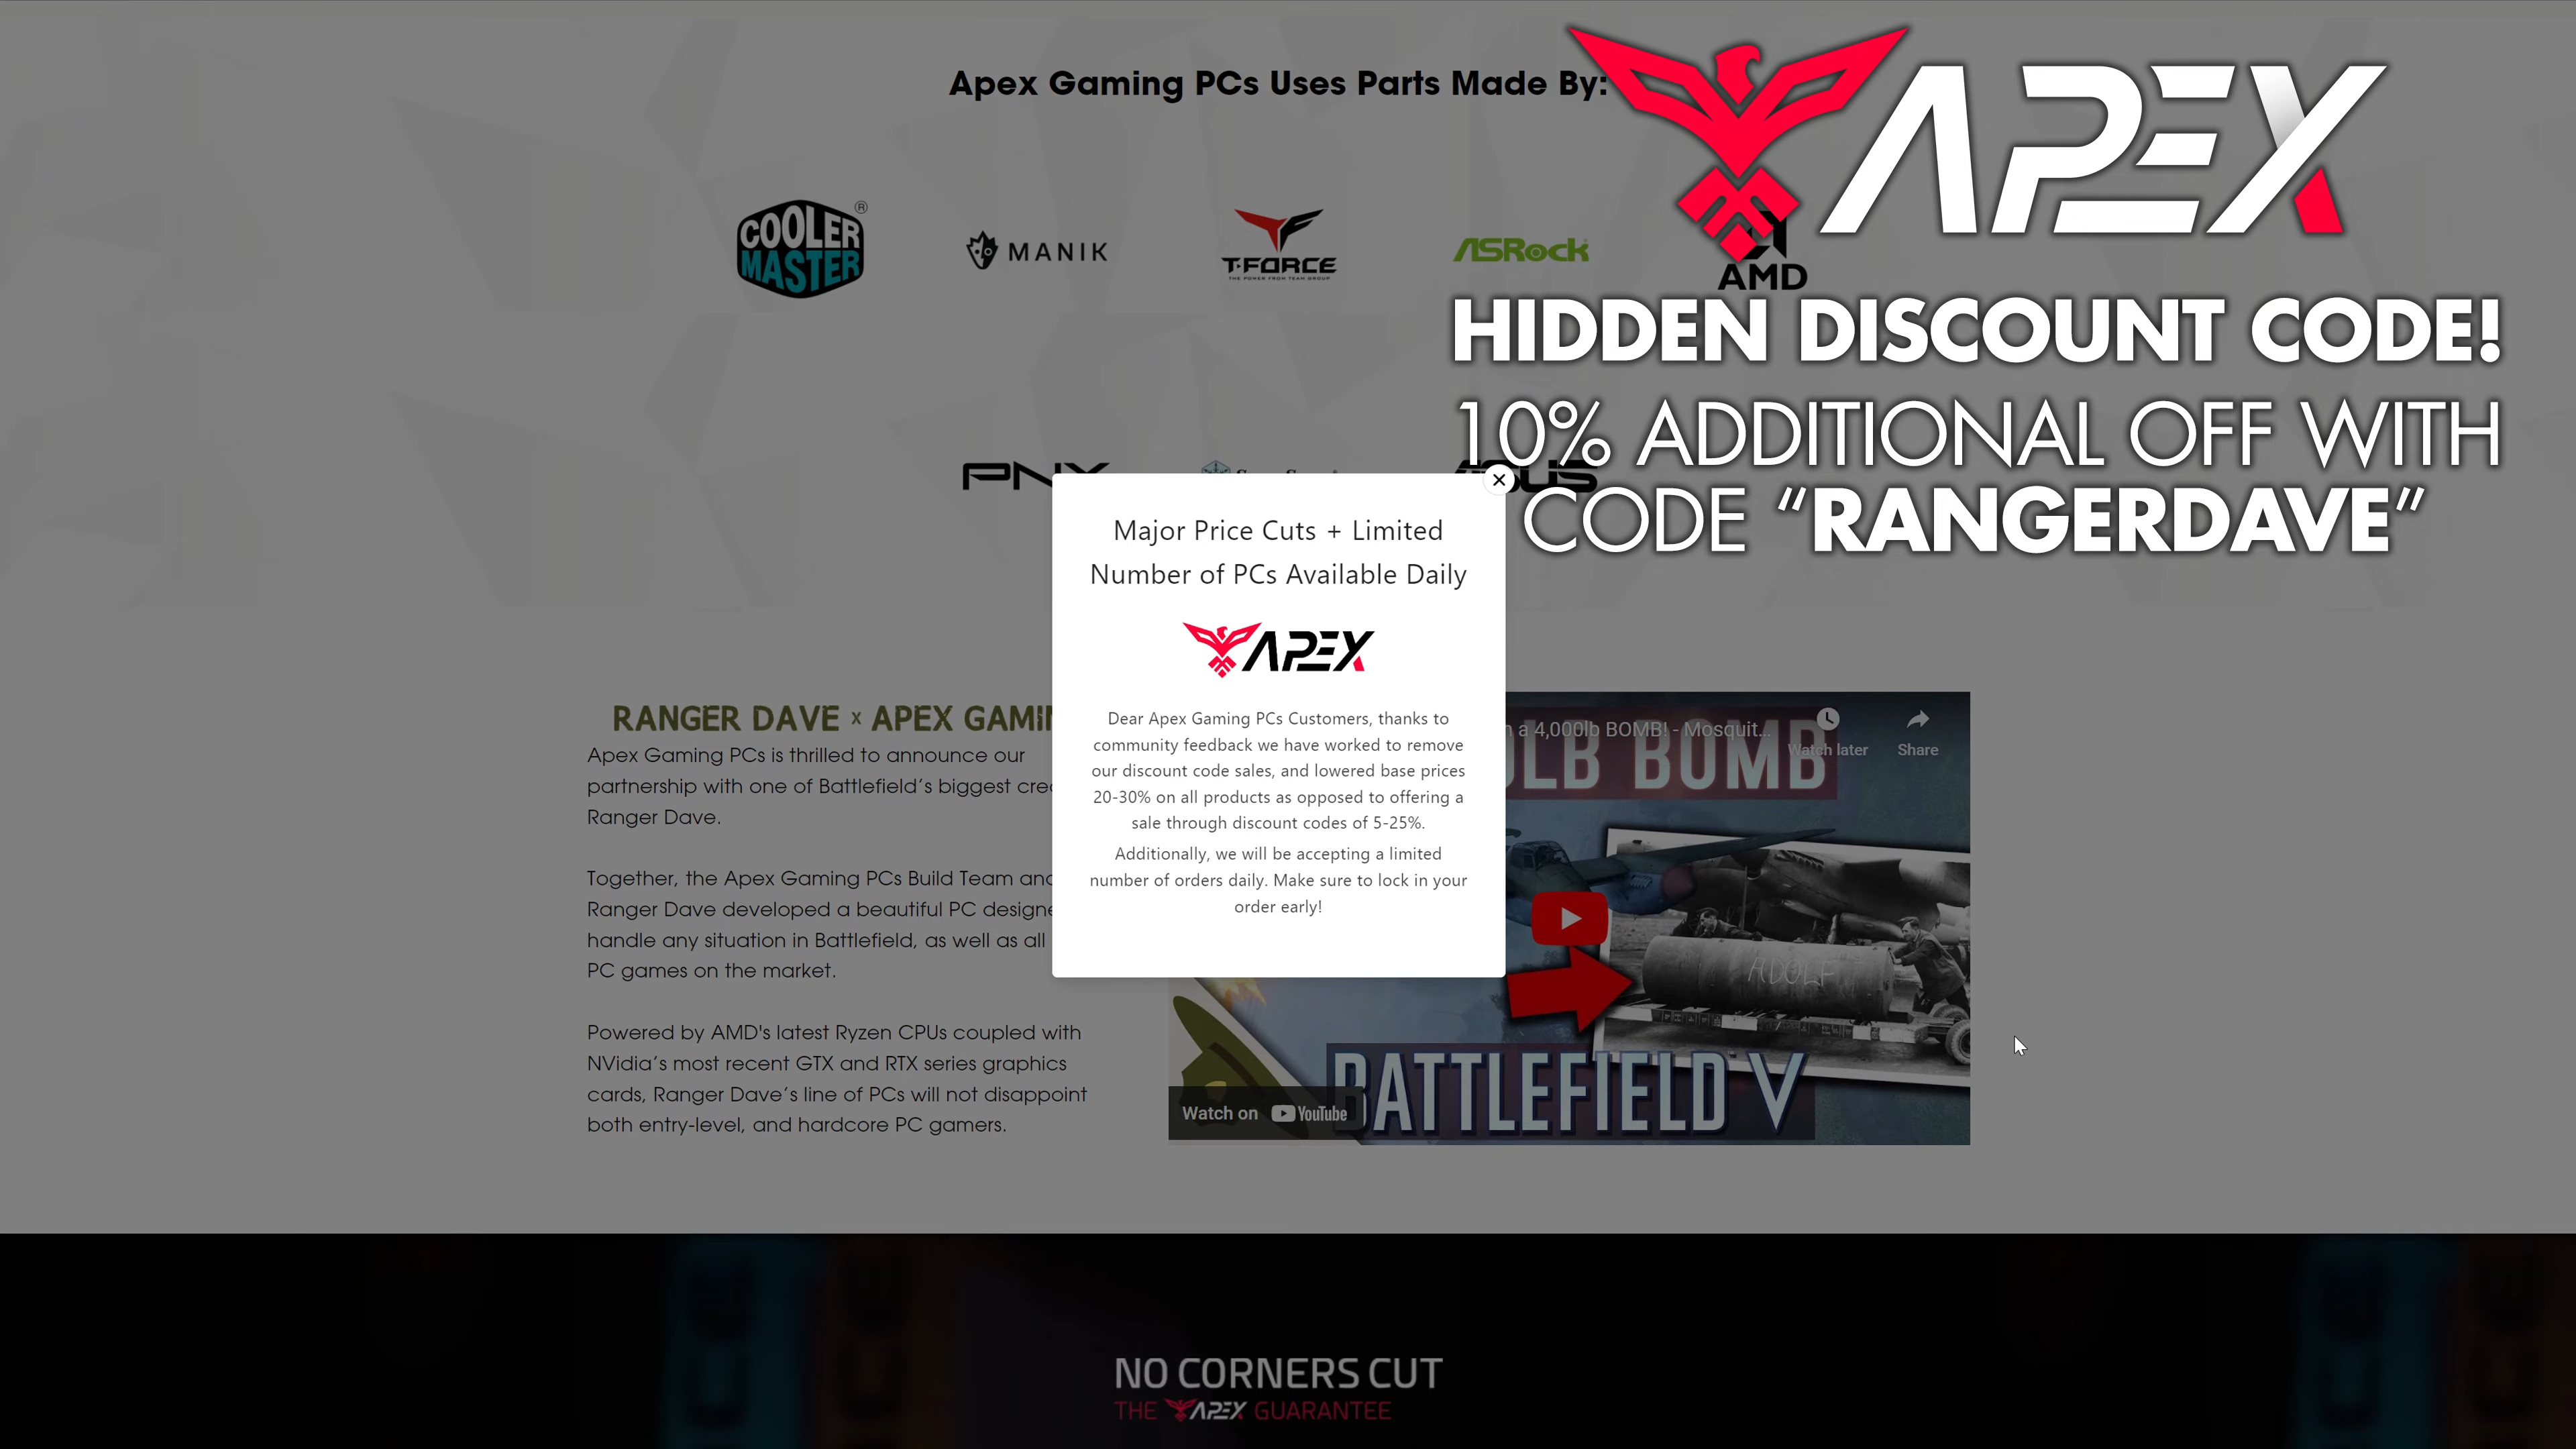 Apex Gaming PCs Uses Parts Made By:
APEX
COOLER
MASTER
®
MANIK
T-FORCE
THE POWER FROM TEAM GROUP
ASRock
AMD
HIDDEN DISCOUNT CODE!
10% ADDITIONAL OFF WITH
CODE “RANGERDAVE”
PNY
Major Price Cuts + Limited
Number of PCs Available Daily
APEX
Dear Apex Gaming PCs Customers, thanks to
community feedback we have worked to remove
our discount code sales, and lowered base prices
20-30% on all products as opposed to offering a
sale through discount codes of 5-25%.
Additionally, we will be accepting a limited
number of orders daily. Make sure to lock in your
order early!
RANGER DAVE x APEX
Apex Gaming PCs is thrilled to announce our
partnership with one of Battlefield’s biggest
Ranger Dave.
Together, the Apex Gaming PCs Build Team
Ranger Dave developed a beautiful PC
handle any situation in Battlefield, as well as all
PC games on the market.
Powered by AMD's latest Ryzen CPUs coupled with
NVidia’s most recent GTX and RTX series graphics
cards, Ranger Dave’s line of PCs will not disappoint
both entry-level, and hardcore PC gamers.
a 4,000lb BOMB! - Mosquit...
Watch later
Share
LB BOMB
ADOLF
BATTLEFIELD V
Watch on YouTube
NO CORNERS CUT
THE APEX GUARANTEE